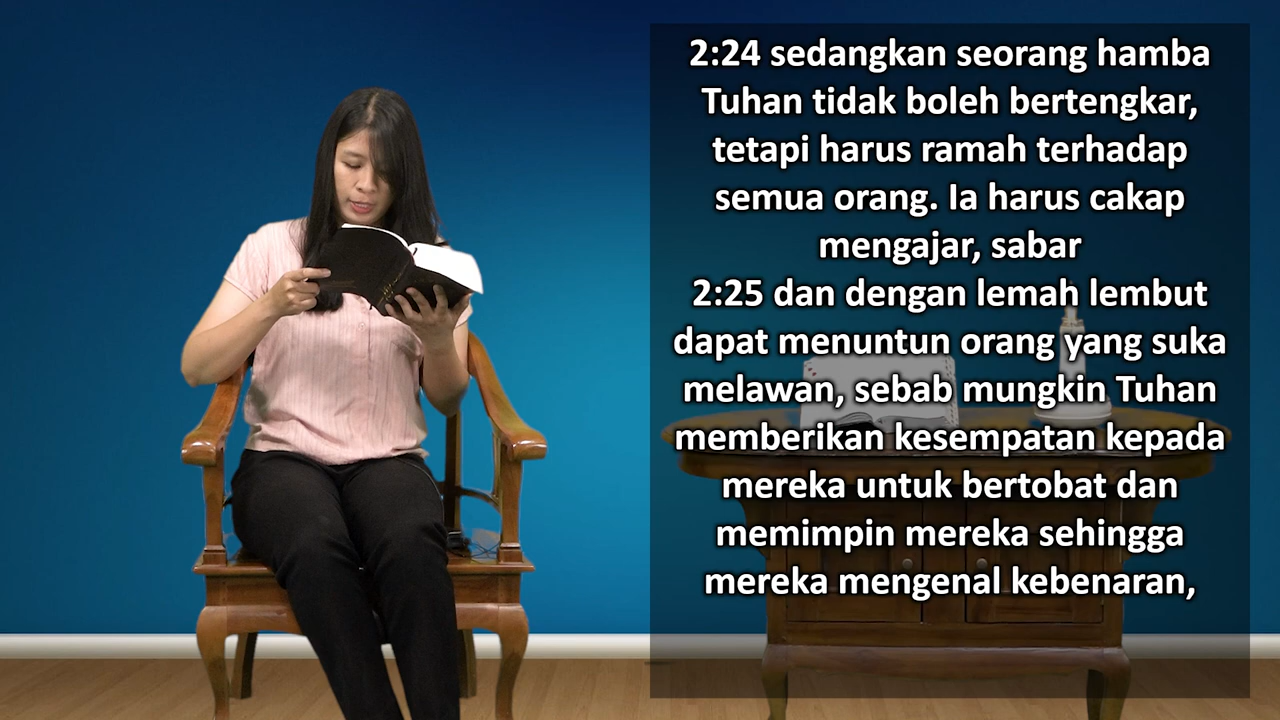 2:24 sedangkan seorang hamba
Tuhan tidak boleh bertengkar,
tetapi harus ramah terhadap
semua orang. Ia harus cakap
mengajar, sabar
2:25 dan dengan lemah lembut
dapat menuntun orang yang suka
melawan, sebab mungkin Tuhan
memberikan kesempatan kepada
mereka untuk bertobat dan
memimpin mereka sehingga
mereka mengenal kebenaran,